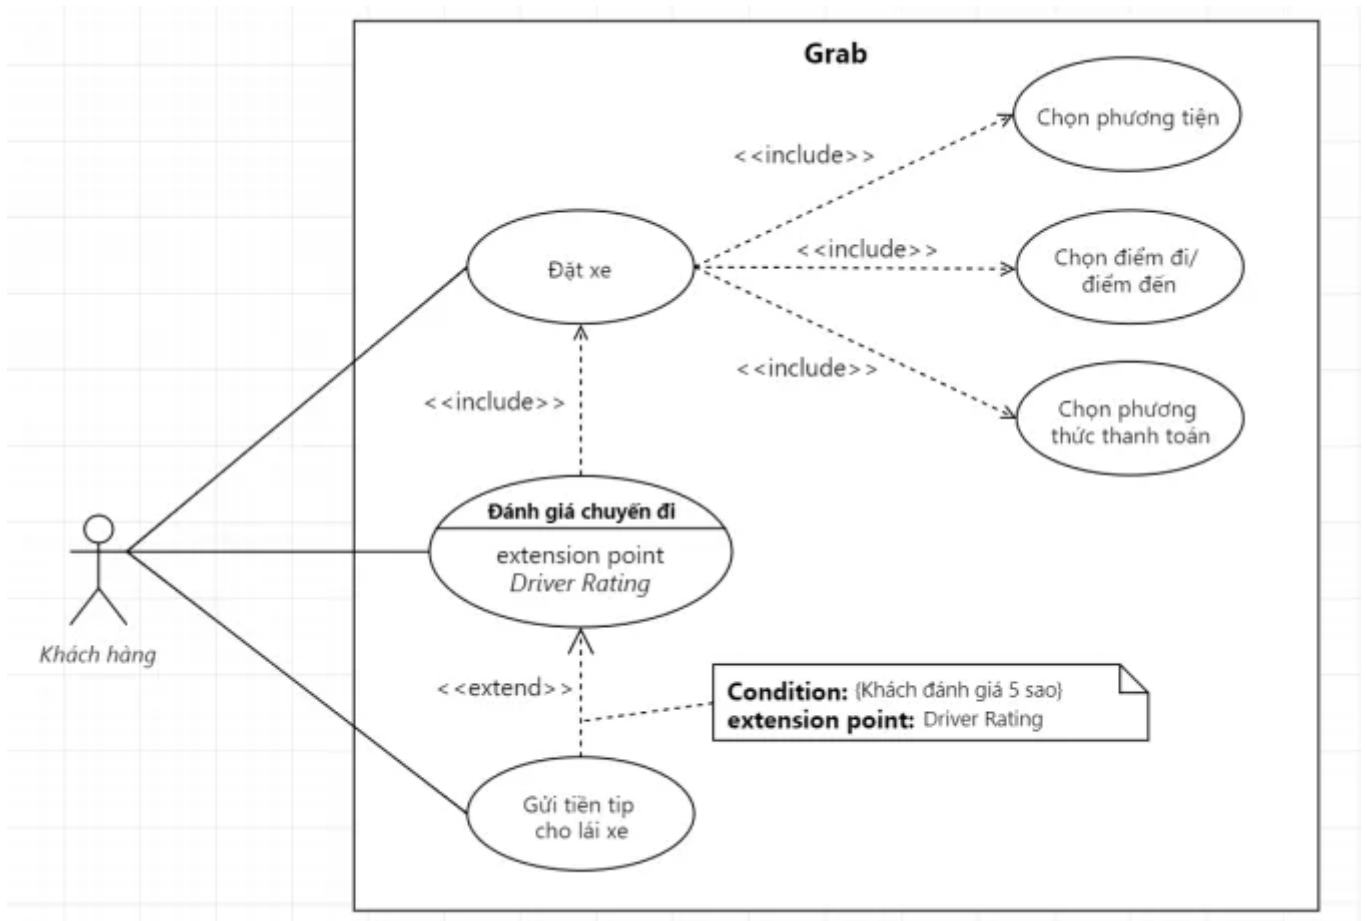 Grab
Chọn phương tiện
<<include>>
<<include>>
Chọn điểm đi/
điểm đến
Đặt xe
<<include>>
<<include>>
Chọn phương
thức thanh toán
Đánh giá chuyến đi
extension point
Driver Rating
Khách hàng
<<extend>>
Condition: {Khách đánh giá 5 sao}
extension point: Driver Rating
Gửi tiền tip
cho lái xe